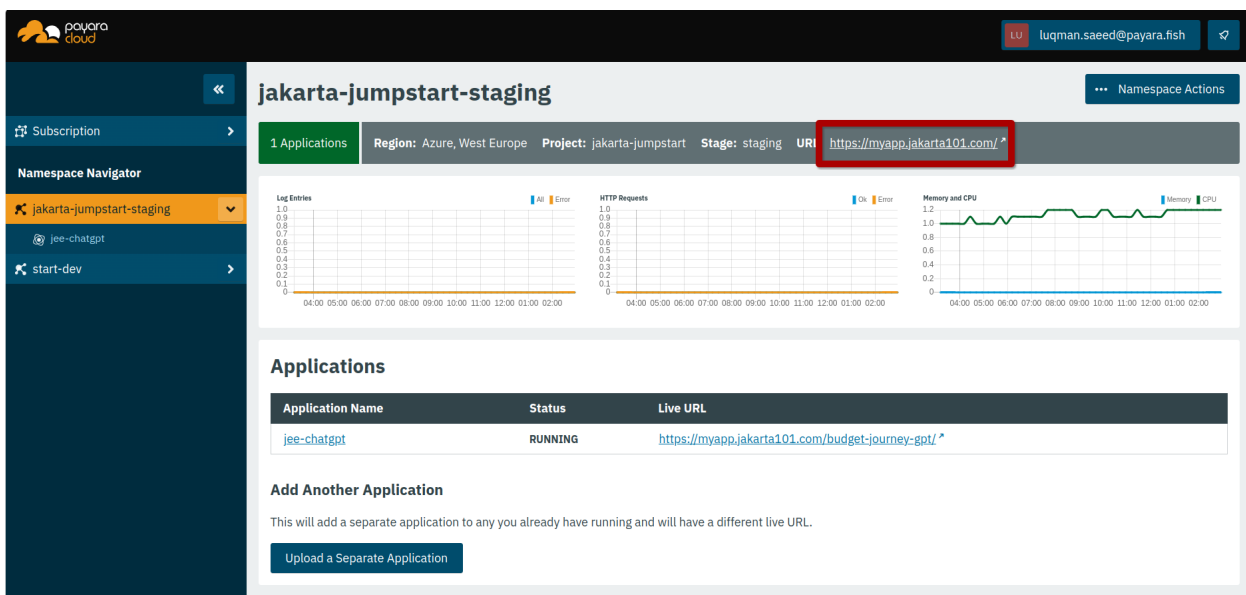 payara
cloud
LU luqman.saeed@payara.fish
jakarta-jumpstart-staging
Namespace Actions
Subscription
Namespace Navigator
jakarta-jumpstart-staging
jee-chatgpt
start-dev
1 Applications Region: Azure, West Europe Project: jakarta-jumpstart Stage: staging URL https://myapp.jakarta101.com/
Log Entries All Error
1.0
0.9
0.8
0.7
0.6
0.5
0.4
0.3
0.2
0.1
0
04:00 05:00 06:00 07:00 08:00 09:00 10:00 11:00 12:00 01:00 02:00
HTTP Requests Ok Error
1.0
0.9
0.8
0.7
0.6
0.5
0.4
0.3
0.2
0.1
0
04:00 05:00 06:00 07:00 08:00 09:00 10:00 11:00 12:00 01:00 02:00
Memory and CPU Memory CPU
1.2
1.0
0.8
0.6
0.4
0.2
0
04:00 05:00 06:00 07:00 08:00 09:00 10:00 11:00 12:00 01:00 02:00
Applications
Application Name Status Live URL
jee-chatgpt RUNNING https://myapp.jakarta101.com/budget-journey-gpt/
Add Another Application
This will add a separate application to any you already have running and will have a different live URL.
Upload a Separate Application